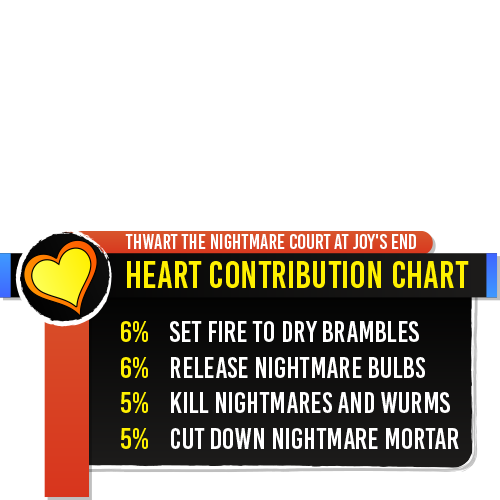 THWART THE NIGHTMARE COURT AT JOY'S END
HEART CONTRIBUTION CHART
6% SET FIRE TO DRY BRAMBLES
6% RELEASE NIGHTMARE BULBS
5% KILL NIGHTMARES AND WURMS
5% CUT DOWN NIGHTMARE MORTAR